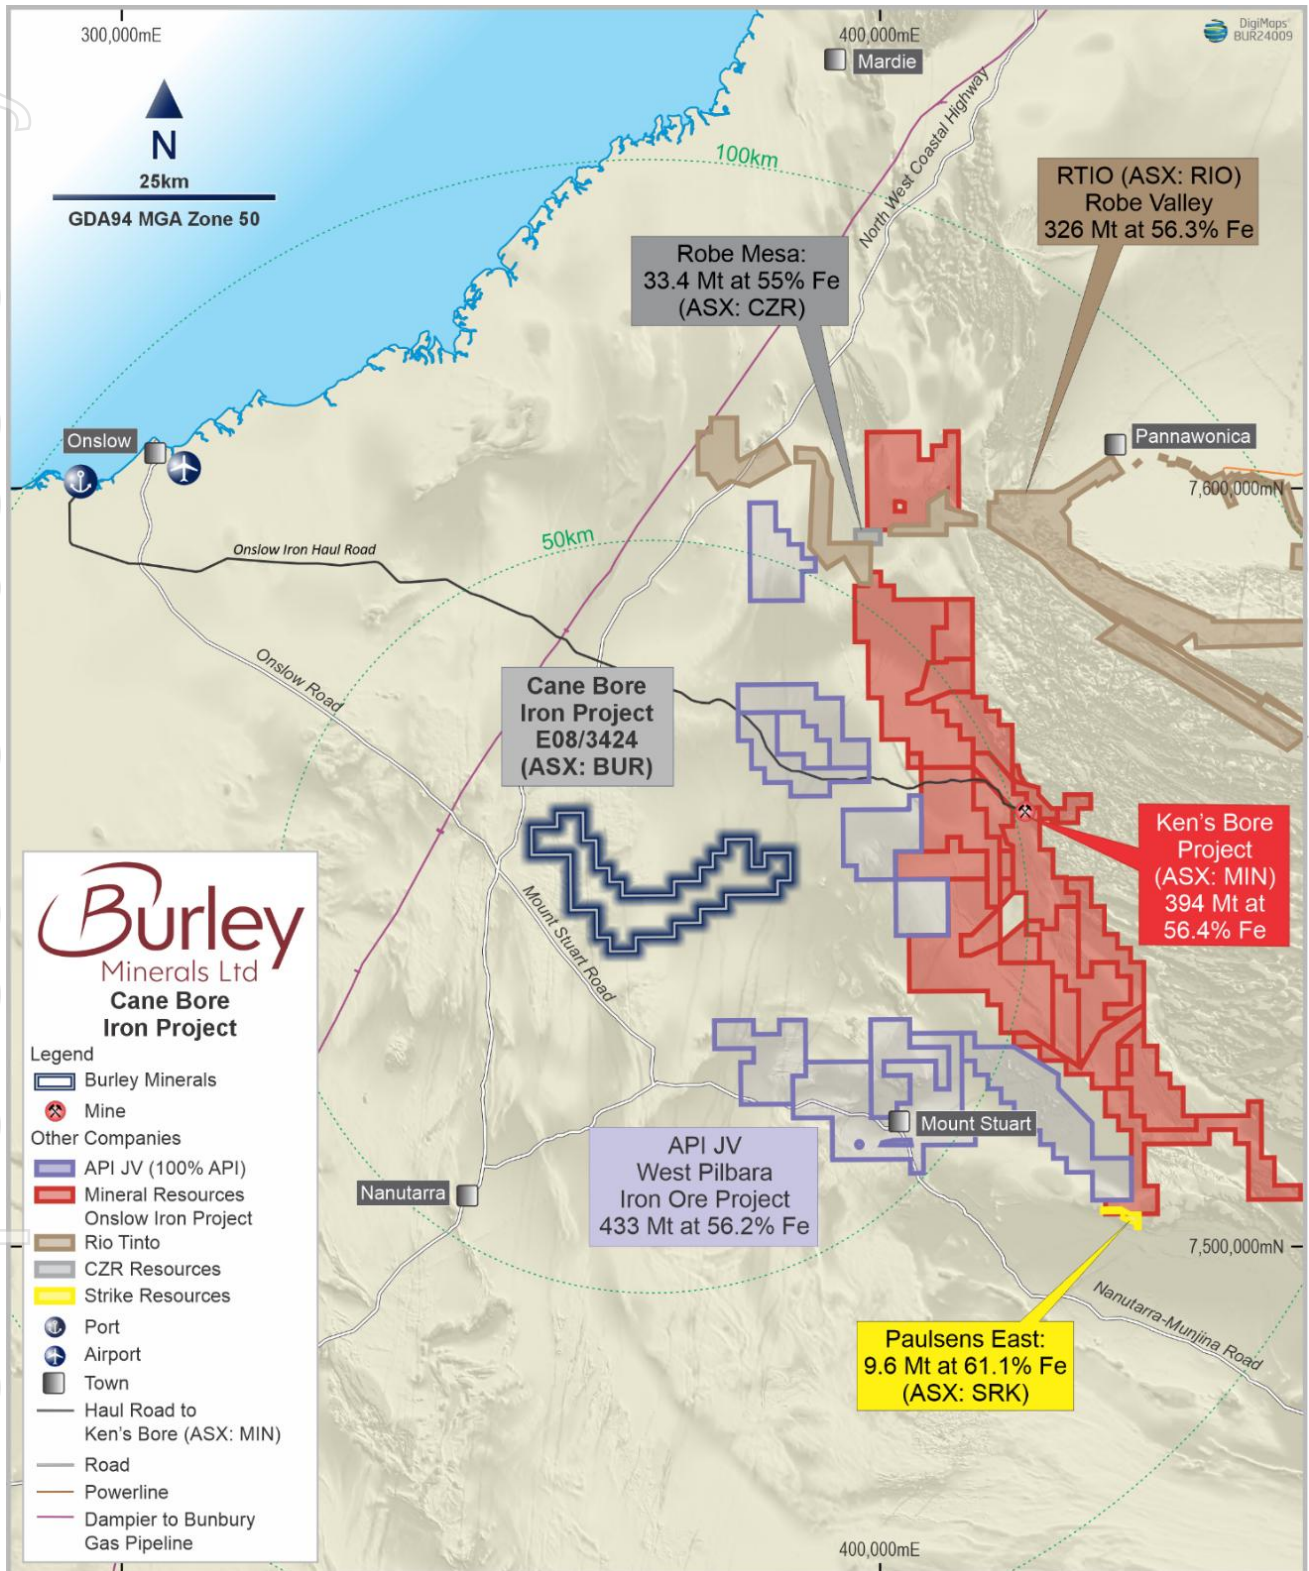 300,000mE
400,000mE
DigiMaps
BUR24009
Mardie
N
25km
GDA94 MGA Zone 50
100km
North West Coastal Highway
RTIO (ASX: RIO)
Robe Valley
326 Mt at 56.3% Fe
Robe Mesa:
33.4 Mt at 55% Fe
(ASX: CZR)
Onslow
Pannawonica
7,600,000mN
50km
Onslow Iron Haul Road
Onslow Road
Cane Bore
Iron Project
E08/3424
(ASX: BUR)
Ken's Bore
Project
(ASX: MIN)
394 Mt at
56.4% Fe
Mount Stuart Road
Mount Stuart
API JV
West Pilbara
Iron Ore Project
433 Mt at 56.2% Fe
Nanutarra
7,500,000mN
Nanutarra-Munjina Road
Paulsens East:
9.6 Mt at 61.1% Fe
(ASX: SRK)
400,000mE
Burley
Minerals Ltd
Cane Bore
Iron Project
Legend
Burley Minerals
Mine
Other Companies
API JV (100% API)
Mineral Resources
Onslow Iron Project
Rio Tinto
CZR Resources
Strike Resources
Port
Airport
Town
Haul Road to
Ken's Bore (ASX: MIN)
Road
Powerline
Dampier to Bunbury
Gas Pipeline